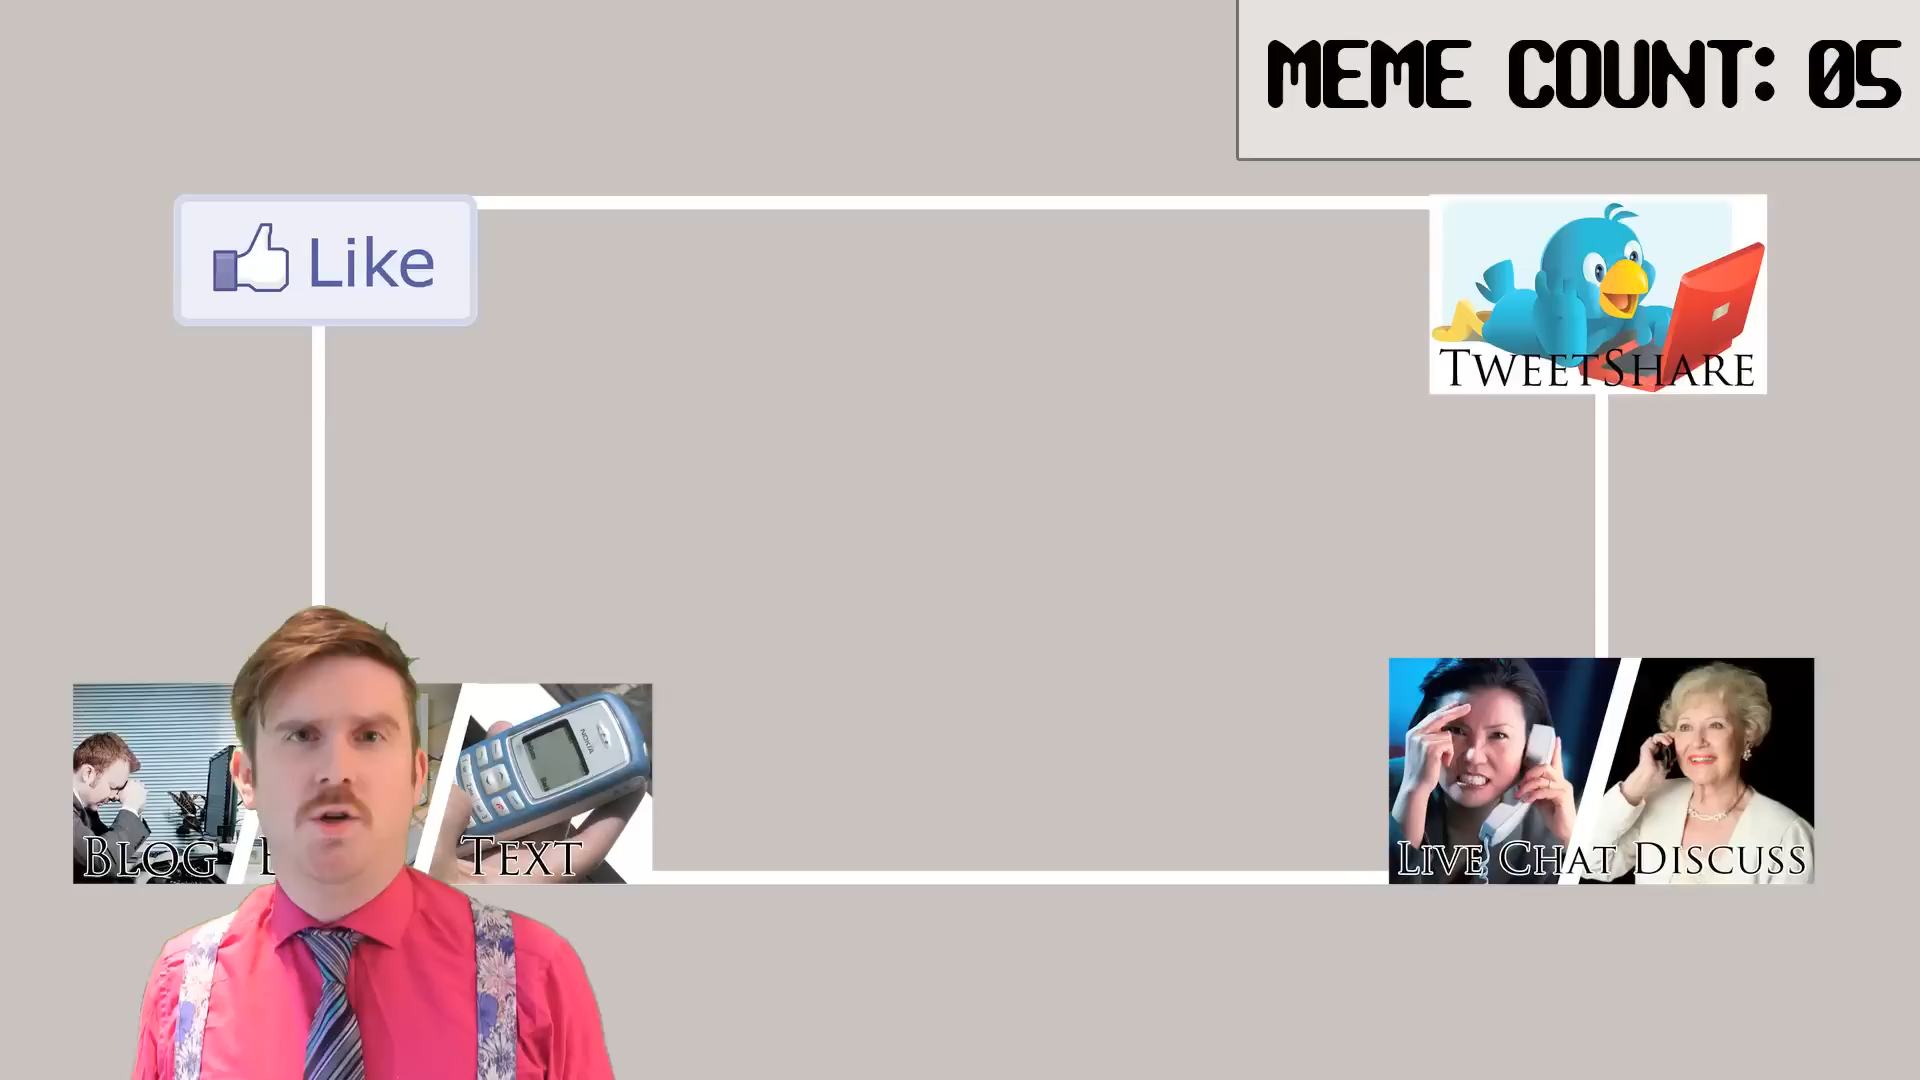 MEME COUNT: 05
Like
TWEETSHARE
BLOG
TEXT
LIVE CHAT DISCUSS
NOKIA